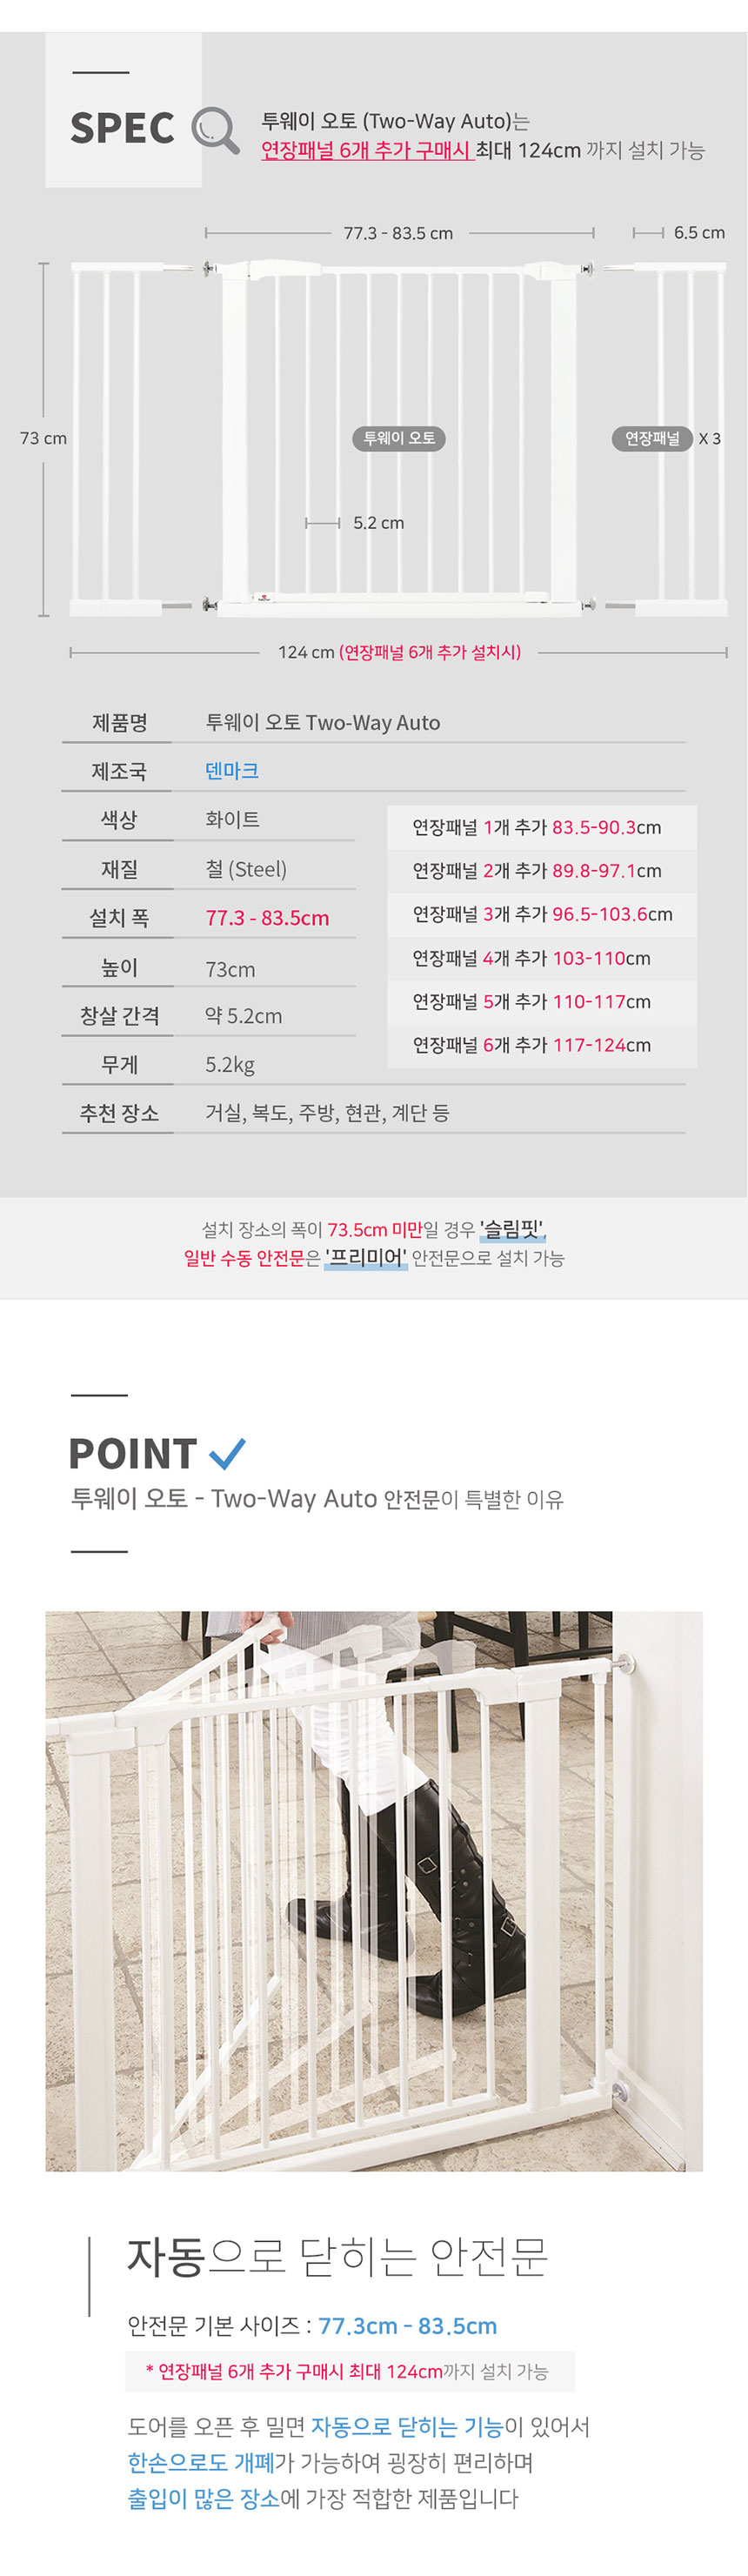 SPEC
투웨이 오토 (Two-Way Auto)는
연장패널 6개 추가 구매시 최대 124cm 까지 설치 가능
77.3 - 83.5 cm
6.5 cm
73 cm
투웨이 오토
연장패널 X 3
5.2 cm
124 cm (연장패널 6개 추가 설치시)
제품명 투웨이 오토 Two-Way Auto
제조국 덴마크
색상 화이트
재질 철 (Steel)
설치 폭 77.3 - 83.5cm
높이 73cm
창살 간격 약 5.2cm
무게 5.2kg
추천 장소 거실, 복도, 주방, 현관, 계단 등
연장패널 1개 추가 83.5-90.3cm
연장패널 2개 추가 89.8-97.1cm
연장패널 3개 추가 96.5-103.6cm
연장패널 4개 추가 103-110cm
연장패널 5개 추가 110-117cm
연장패널 6개 추가 117-124cm
설치 장소의 폭이 73.5cm 미만일 경우 '슬림핏',
일반 수동 안전문은 '프리미어' 안전문으로 설치 가능
POINT
투웨이 오토 - Two-Way Auto 안전문이 특별한 이유
자동으로 닫히는 안전문
안전문 기본 사이즈 : 77.3cm - 83.5cm
* 연장패널 6개 추가 구매시 최대 124cm까지 설치 가능
도어를 오픈 후 밀면 자동으로 닫히는 기능이 있어서
한손으로도 개폐가 가능하여 굉장히 편리하며
출입이 많은 장소에 가장 적합한 제품입니다